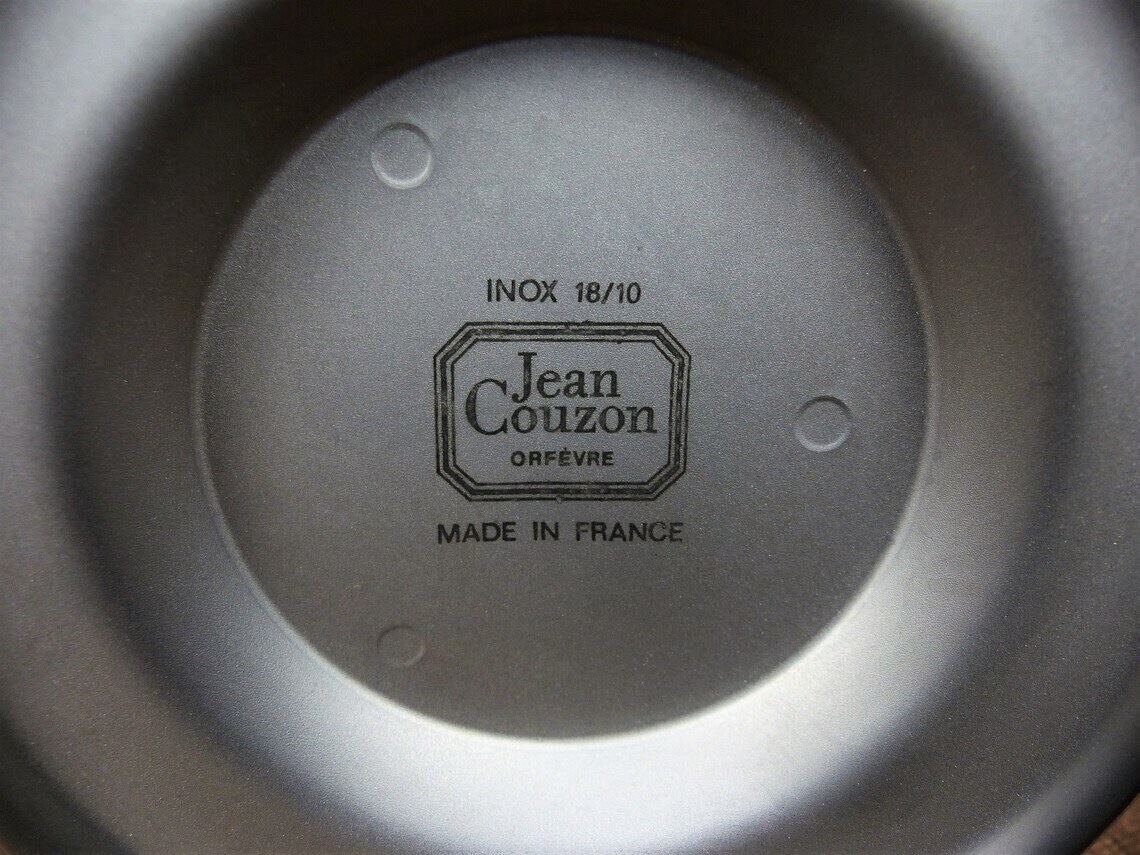 INOX 18/10
Jean
Couzon
ORFÈVRE
MADE IN FRANCE